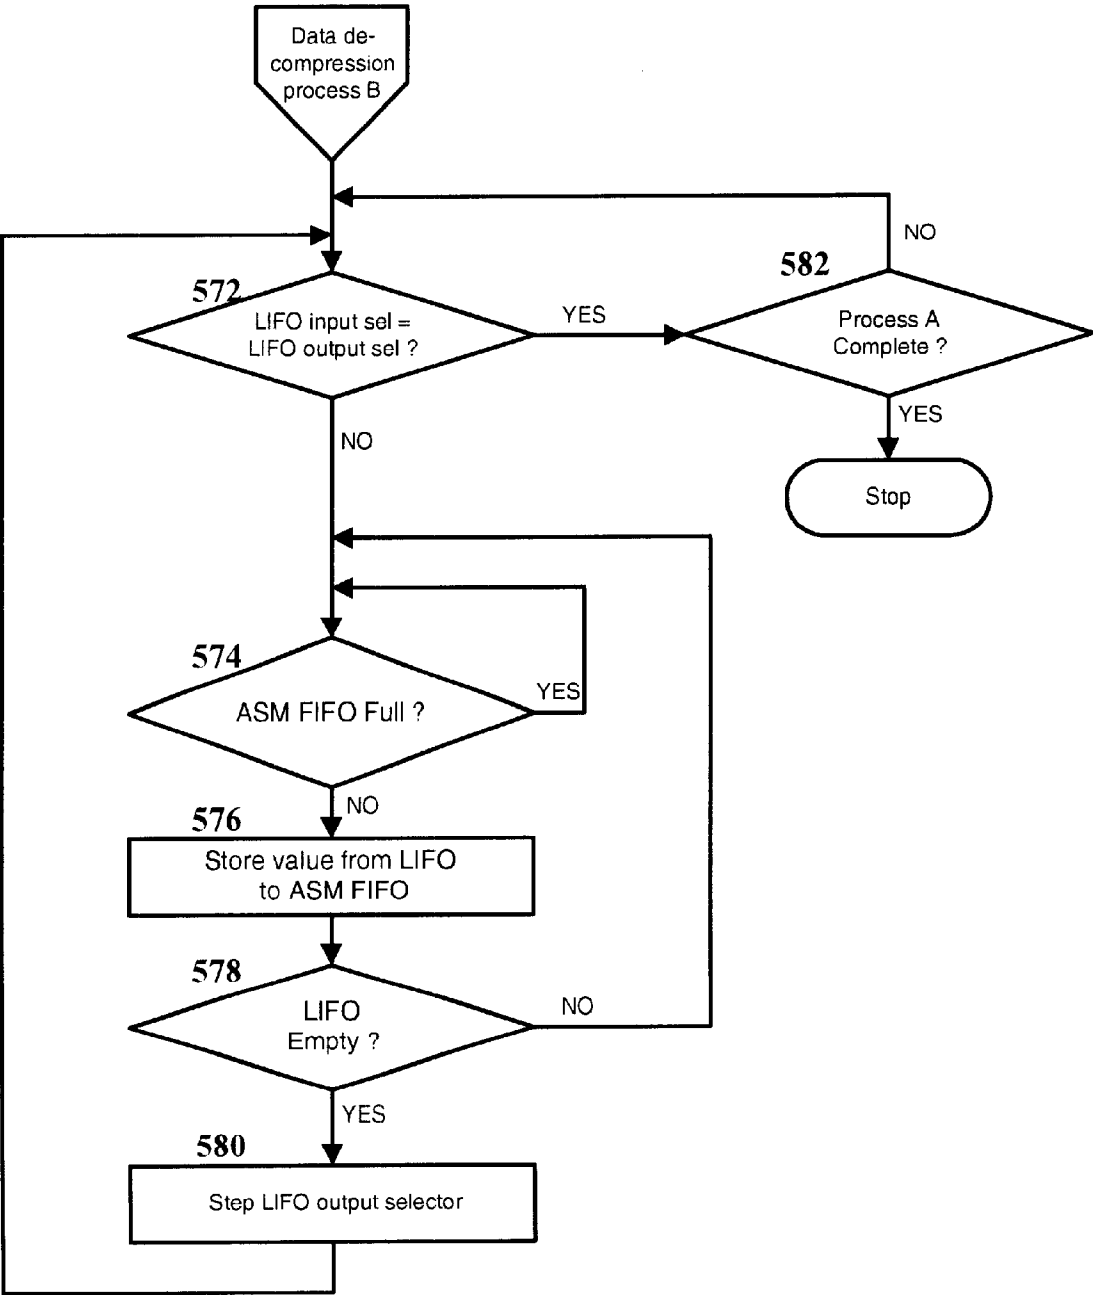 Data de-
compression
process B
NO
582
572
YES
LIFO input sel =
LIFO output sel ?
Process A
Complete ?
YES
NO
Stop
574
YES
ASM FIFO Full ?
NO
576
Store value from LIFO
to ASM FIFO
578
NO
LIFO
Empty ?
YES
580
Step LIFO output selector